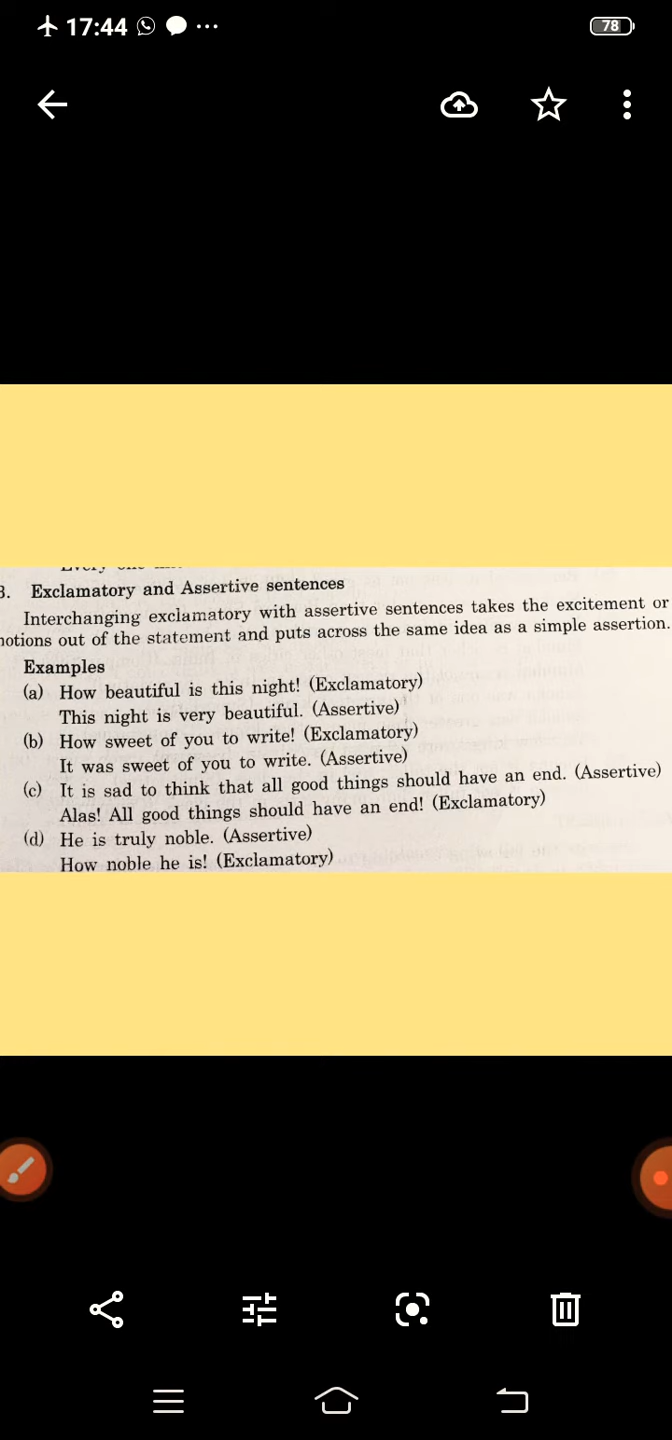 17:44
78
3. Exclamatory and Assertive sentences
Interchanging exclamatory with assertive sentences takes the excitement or
notions out of the statement and puts across the same idea as a simple assertion.
Examples
(a) How beautiful is this night! (Exclamatory)
This night is very beautiful. (Assertive)
(b) How sweet of you to write! (Exclamatory)
It was sweet of you to write. (Assertive)
(c) It is sad to think that all good things should have an end. (Assertive)
Alas! All good things should have an end! (Exclamatory)
(d) He is truly noble. (Assertive)
How noble he is! (Exclamatory)